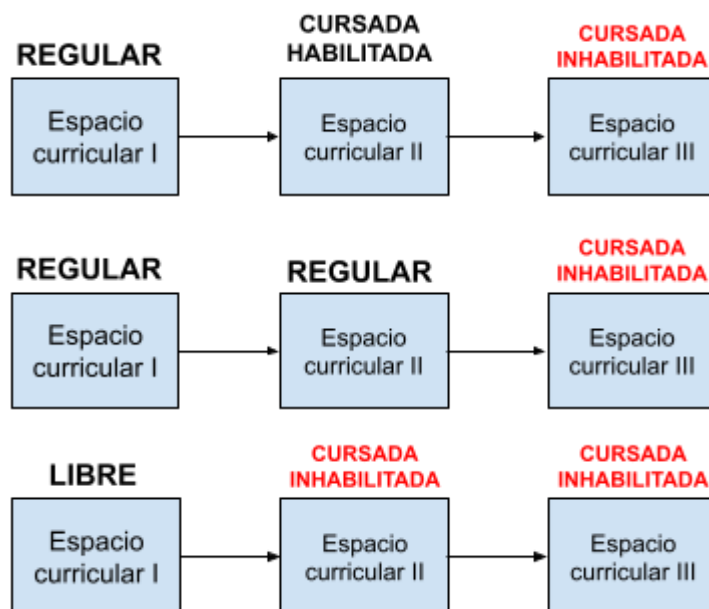 REGULAR
CURSADA
HABILITADA
CURSADA
INHABILITADA
Espacio
curricular I
Espacio
curricular II
Espacio
curricular III
REGULAR
REGULAR
CURSADA
INHABILITADA
Espacio
curricular I
Espacio
curricular II
Espacio
curricular III
LIBRE
CURSADA
INHABILITADA
CURSADA
INHABILITADA
Espacio
curricular I
Espacio
curricular II
Espacio
curricular III